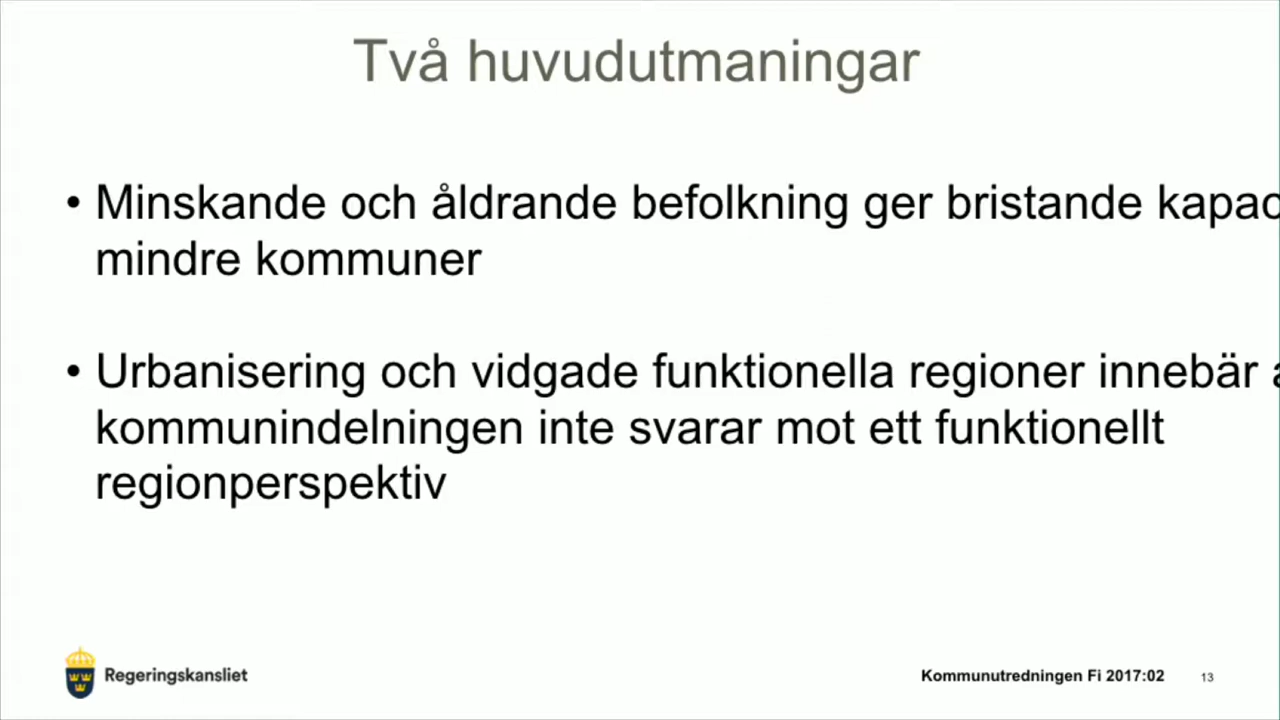 Två huvudutmaningar
• Minskande och åldrande befolkning ger bristande
mindre kommuner
• Urbanisering och vidgade funktionella regioner innebär
kommunindelningen inte svarar mot ett funktionellt
regionperspektiv
Regeringskansliet
Kommunutredningen Fi 2017:02 13